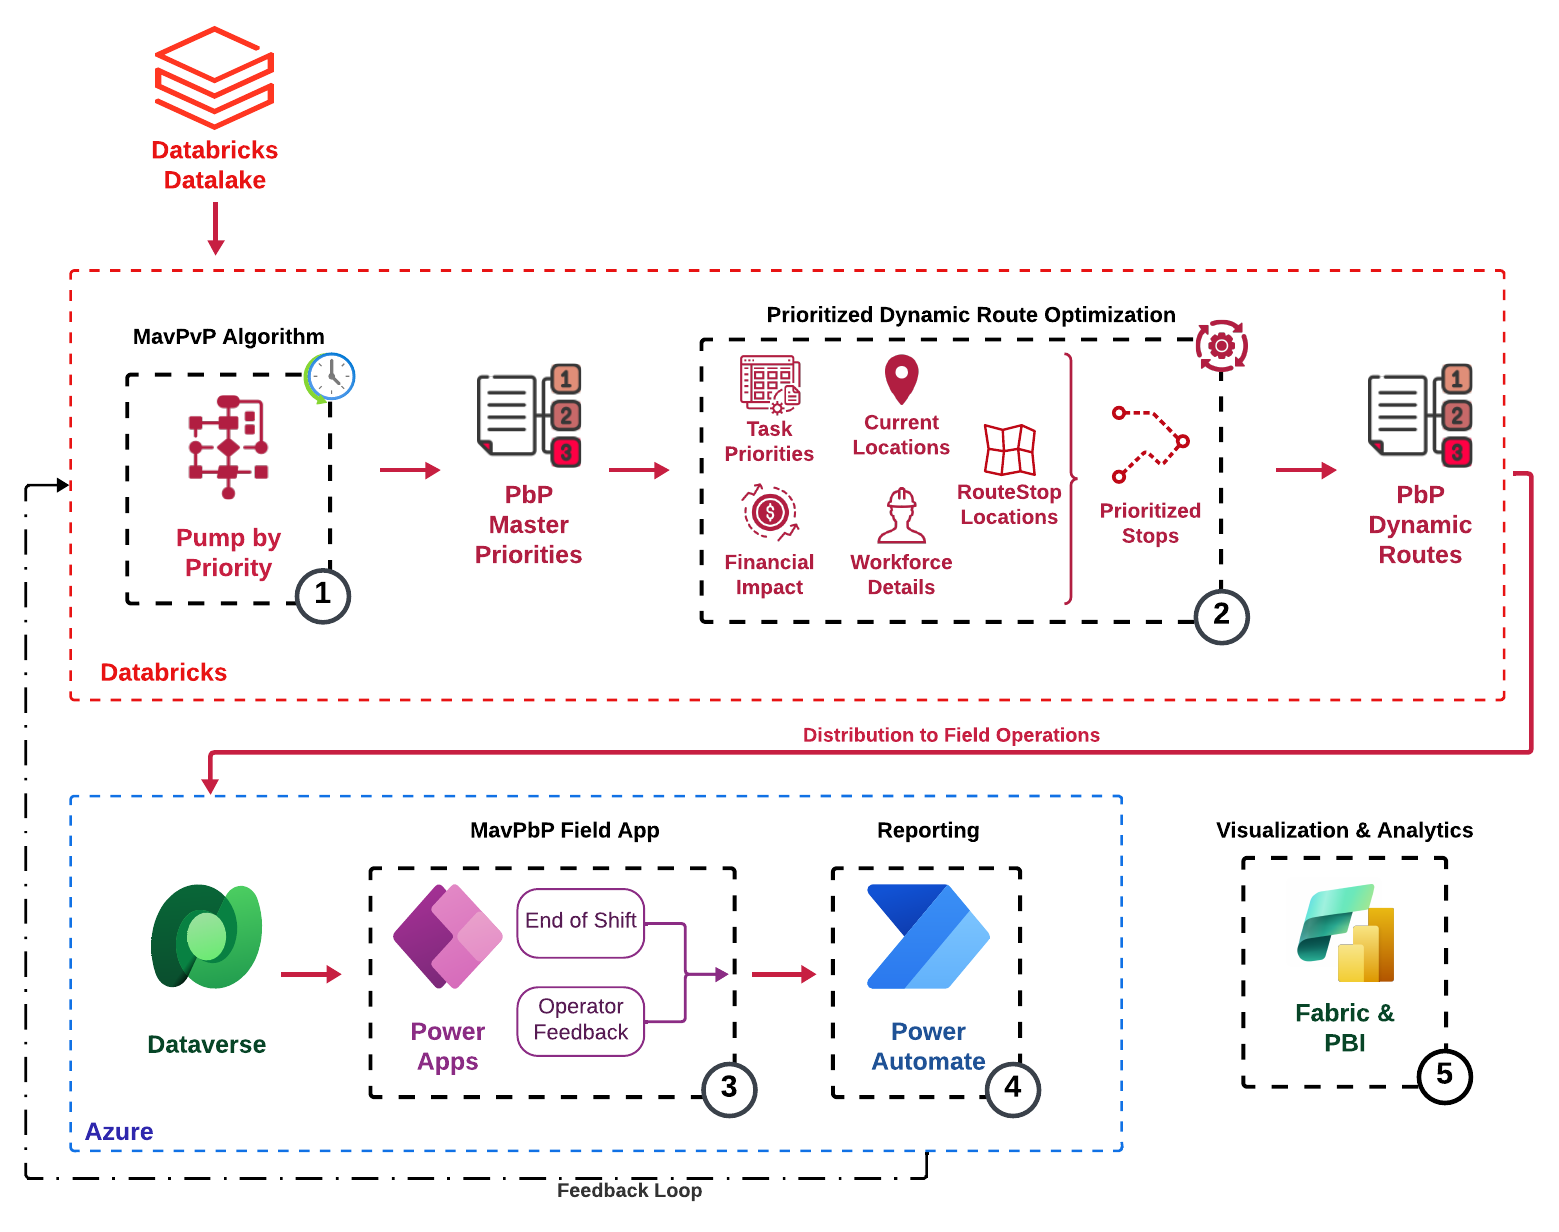 Databricks
Datalake
MavPvP Algorithm
Pump by
Priority
1
PbP
Master
Priorities
1
2
3
Prioritized Dynamic Route Optimization
Task
Priorities
Current
Locations
RouteStop
Locations
Financial
Impact
Workforce
Details
Prioritized
Stops
2
1
2
3
PbP
Dynamic
Routes
Databricks
Distribution to Field Operations
MavPbP Field App
Reporting
Visualization & Analytics
Dataverse
Power
Apps
End of Shift
Operator
Feedback
3
Power
Automate
4
Fabric &
PBI
5
Azure
Feedback Loop